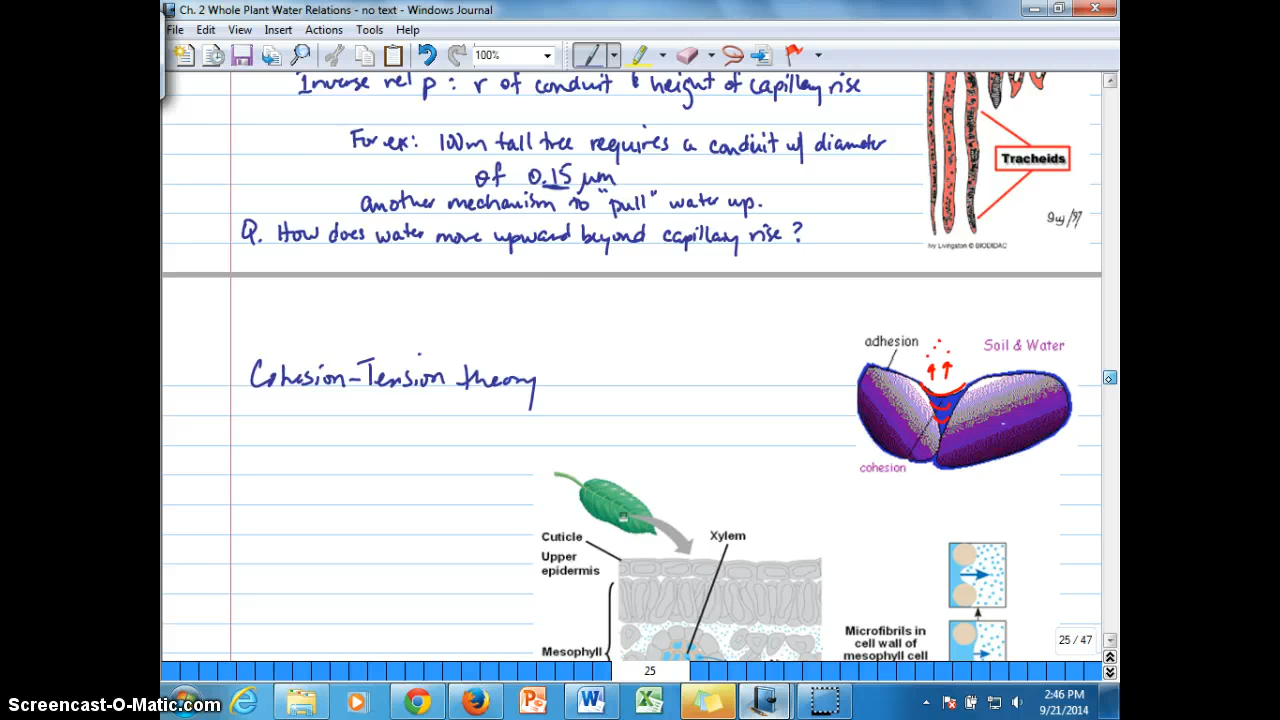 Ch. 2 Whole Plant Water Relations - no text - Windows Journal
File Edit View Insert Actions Tools Help
100%
Inverse rel p : r of conduit & height of capillary rise
For ex: 100m tall tree requires a conduit w/ diameter
of 0.15 µm
another mechanism to "pull" water up.
Q. How does water move upward beyond capillary rise ?
Tracheids
Ivy Livingston © BIODIDAC
Cohesion-Tension theory
adhesion
Soil & Water
cohesion
Cuticle
Upper
epidermis
Xylem
Mesophyll
Microfibrils in
cell wall of
mesophyll cell
25 / 47
25
2:46 PM
9/21/2014
Screencast-O-Matic.com